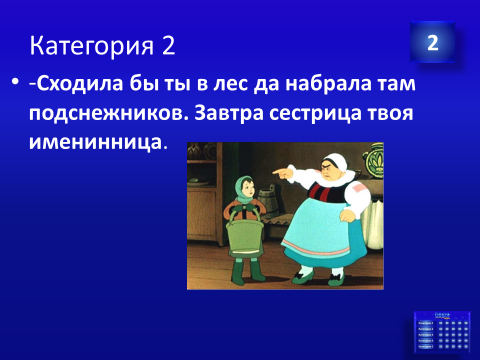 Категория 2
2
• -Сходила бы ты в лес да набрала там
подснежников. Завтра сестрица твоя
именинница.